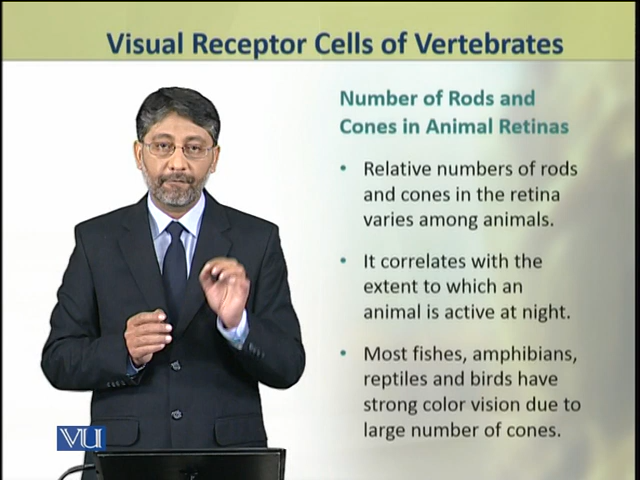 Visual Receptor Cells of Vertebrates
Number of Rods and
Cones in Animal Retinas
• Relative numbers of rods
and cones in the retina
varies among animals.
• It correlates with the
extent to which an
animal is active at night.
• Most fishes, amphibians,
reptiles and birds have
strong color vision due to
large number of cones.
VU